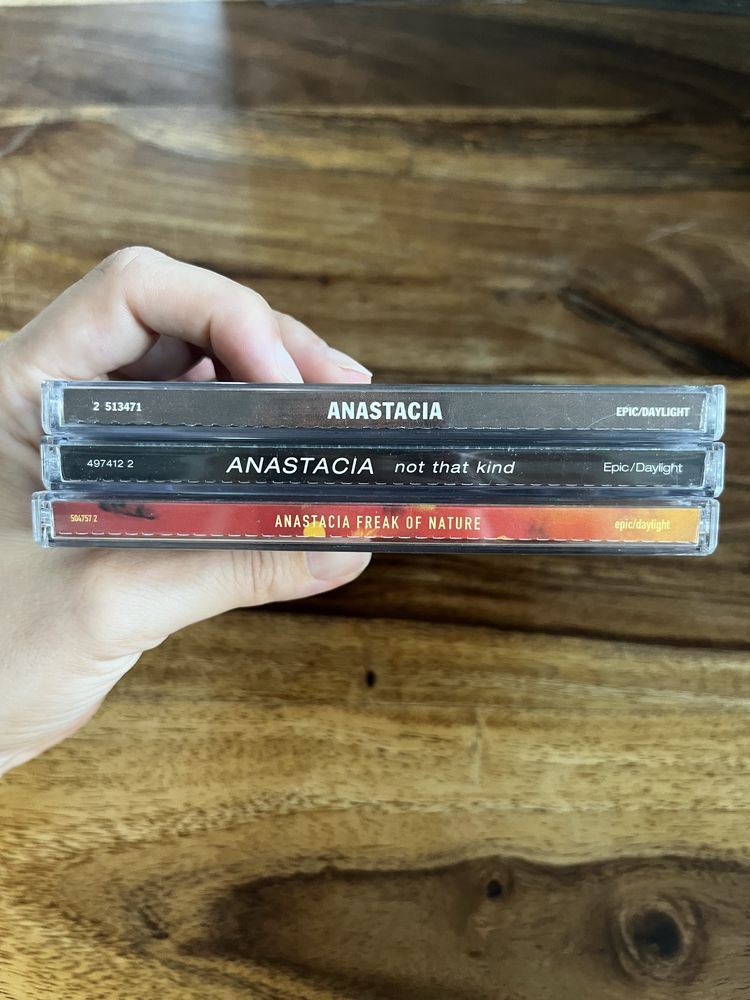 2 513471 ANASTACIA EPIC/DAYLIGHT
497412 2 ANASTACIA not that kind Epic/Daylight
504757 2 ANASTACIA FREAK OF NATURE epic/daylight